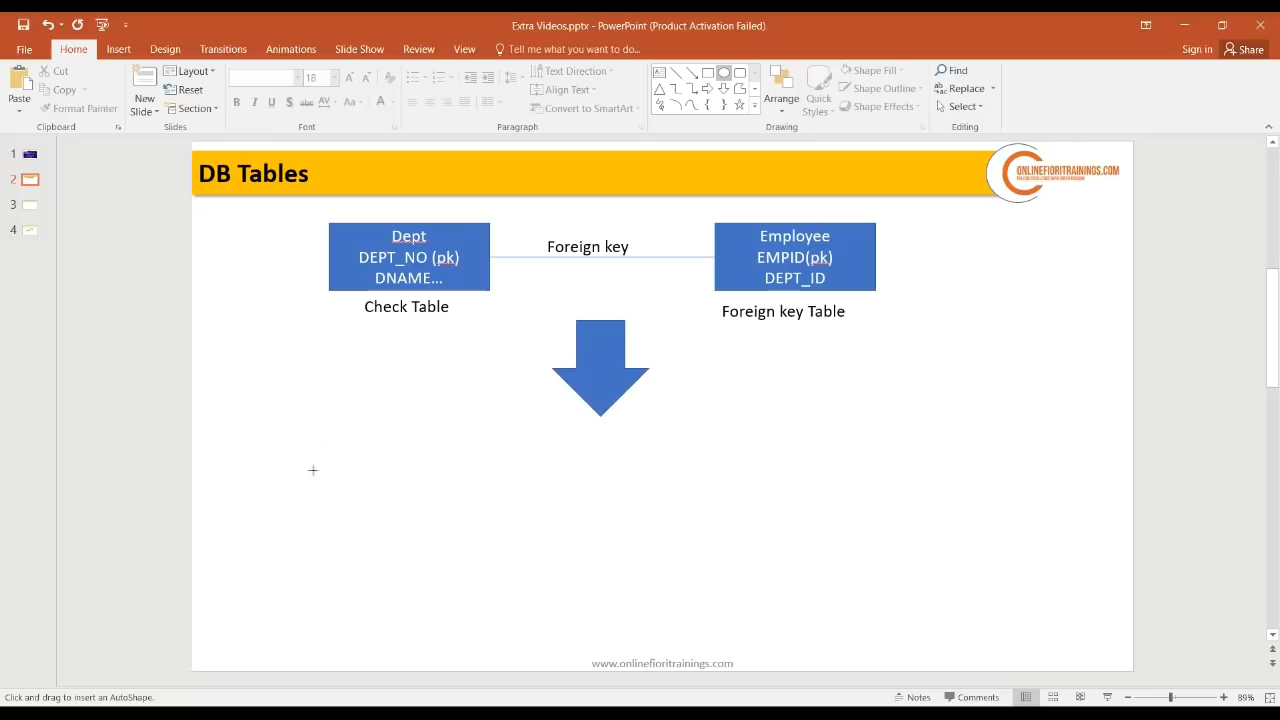 Extra Videos.pptx - PowerPoint (Product Activation Failed)
File Home Insert Design Transitions Animations Slide Show Review View Tell me what you want to do... Sign in Share
Paste
Cut
Copy
Format Painter
Clipboard
New
Slide
Layout
Reset
Section
Slides
18
B I U S abc AV Aa A
Font
Text Direction
Align Text
Convert to SmartArt
Paragraph
Arrange
Quick
Styles
Shape Fill
Shape Outline
Shape Effects
Drawing
Find
Replace
Select
Editing
1
2
3
4
DB Tables
ONLINEFIORITRAININGS.COM
Dept
DEPT_NO (pk)
DNAME...
Check Table
Foreign key
Employee
EMPID(pk)
DEPT_ID
Foreign key Table
www.onlinefioritrainings.com
Click and drag to insert an AutoShape.
Notes Comments 89%